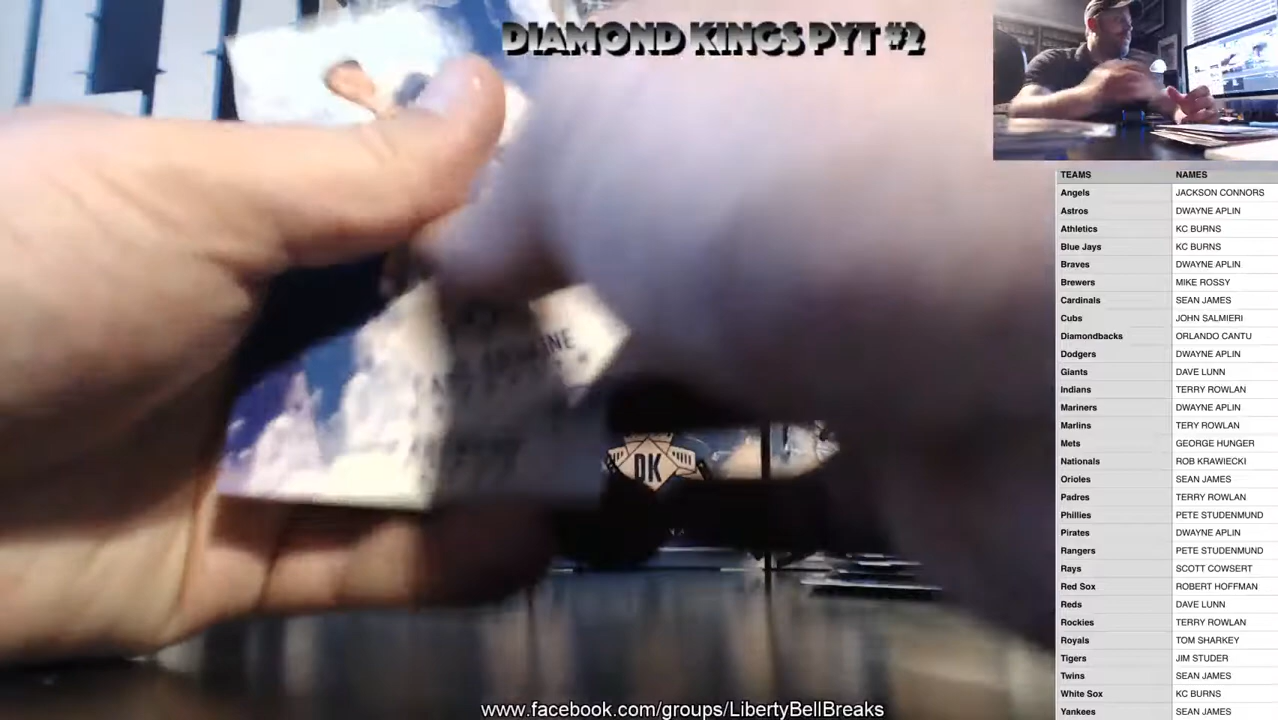 DIAMOND KINGS PYT #2
TEAMS NAMES
Angels JACKSON CONNORS
Astros DWAYNE APLIN
Athletics KC BURNS
Blue Jays KC BURNS
Braves DWAYNE APLIN
Brewers MIKE ROSSY
Cardinals SEAN JAMES
Cubs JOHN SALMIERI
Diamondbacks ORLANDO CANTU
Dodgers DWAYNE APLIN
Giants DAVE LUNN
Indians TERRY ROWLAN
Mariners DWAYNE APLIN
Marlins TERY ROWLAN
Mets GEORGE HUNGER
Nationals ROB KRAWIECKI
Orioles SEAN JAMES
Padres TERRY ROWLAN
Phillies PETE STUDENMUND
Pirates DWAYNE APLIN
Rangers PETE STUDENMUND
Rays SCOTT COWSERT
Red Sox ROBERT HOFFMAN
Reds DAVE LUNN
Rockies TERRY ROWLAN
Royals TOM SHARKEY
Tigers JIM STUDER
Twins SEAN JAMES
White Sox KC BURNS
Yankees SEAN JAMES
DK
www.facebook.com/groups/LibertyBellBreaks